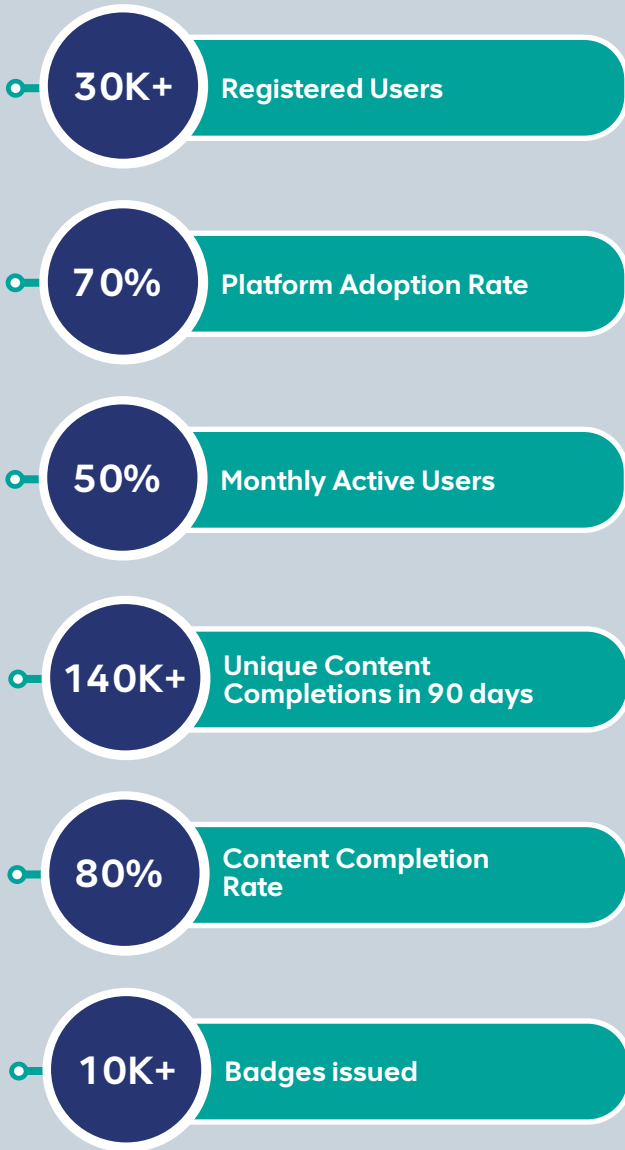 30K+
Registered Users
70%
Platform Adoption Rate
50%
Monthly Active Users
140K+
Unique Content
Completions in 90 days
80%
Content Completion
Rate
10K+
Badges issued